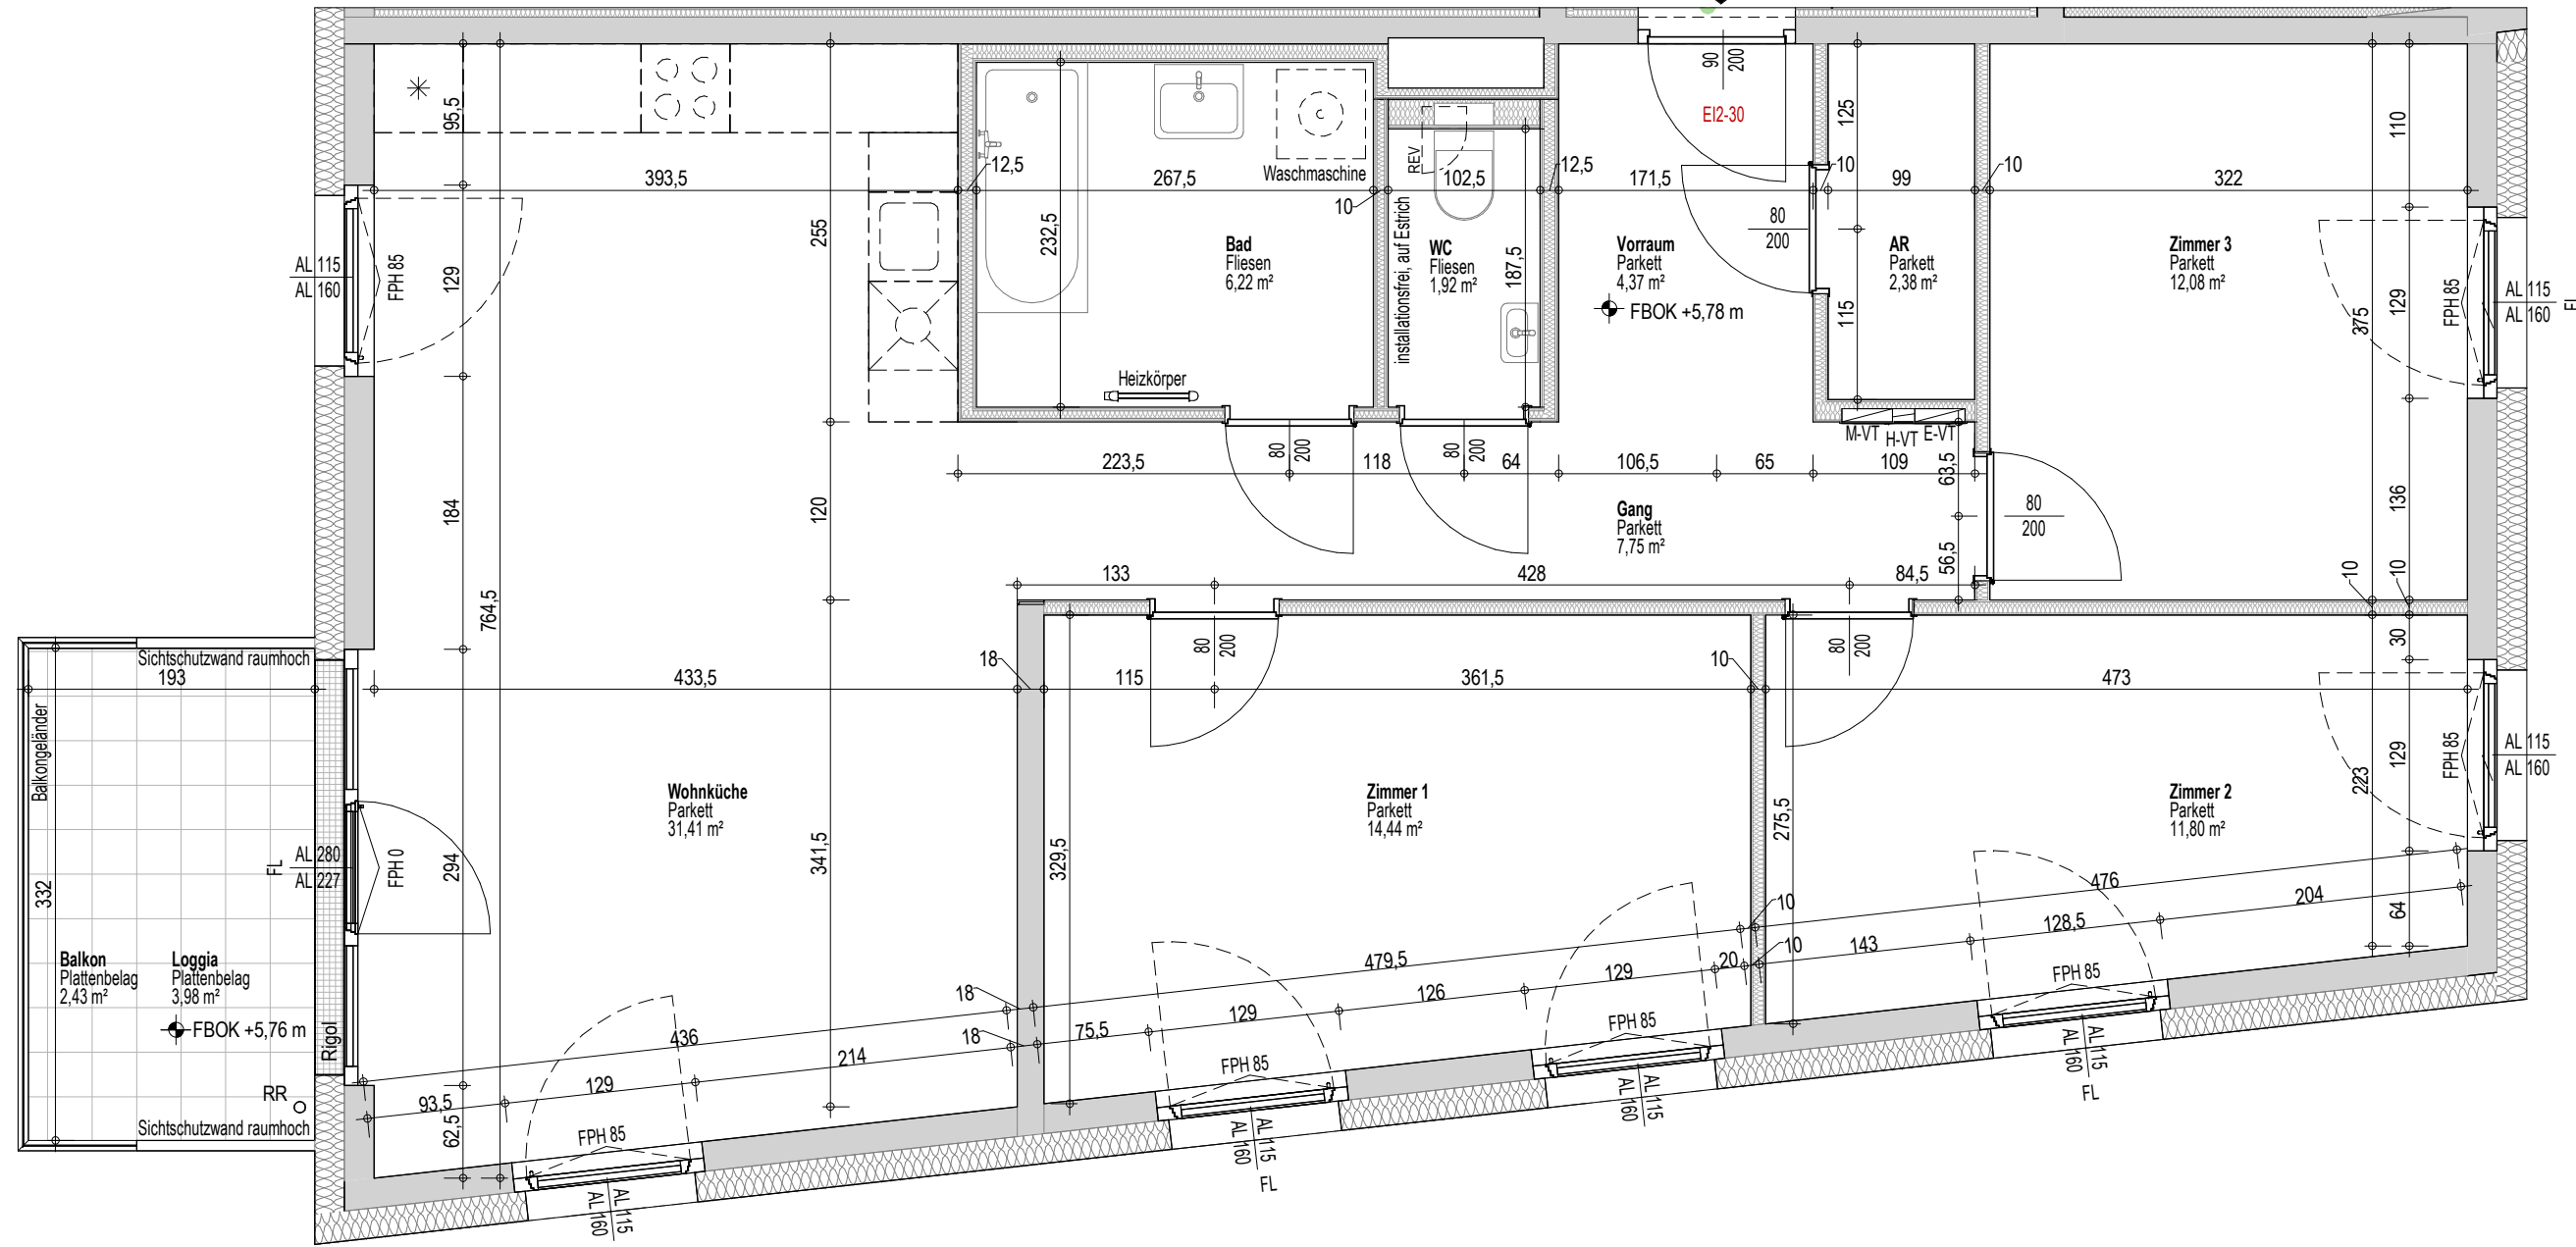 90
200
EI2-30
95,5
125
110
393,5
12,5
267,5
Waschmaschine
10
REV
102,5
12,5
171,5
10
99
10
322
AL 115
AL 160
FPH 85
129
255
232,5
Bad
Fliesen
6,22 m²
installationsfrei, auf Estrich
WC
Fliesen
1,92 m²
187,5
Vorraum
Parkett
4,37 m²
FBOK +5,78 m
80
200
115
AR
Parkett
2,38 m²
Zimmer 3
Parkett
12,08 m²
375
129
FPH 85
AL 115
AL 160
FL
Heizkörper
M-VT
H-VT
E-VT
223,5
80
200
118
80
200
64
106,5
65
109
63,5
184
120
Gang
Parkett
7,75 m²
80
200
136
56,5
133
428
84,5
10
10
764,5
Sichtschutzwand raumhoch
193
Balkongeländer
433,5
18
115
80
200
361,5
10
80
200
473
30
Wohnküche
Parkett
31,41 m²
Zimmer 1
Parkett
14,44 m²
Zimmer 2
Parkett
11,80 m²
223
129
FPH 85
AL 115
AL 160
FL
AL 280
AL 227
FPH 0
294
341,5
329,5
275,5
332
476
204
64
10
479,5
20
10
143
128,5
129
126
FPH 85
Balkon
Plattenbelag
2,43 m²
Loggia
Plattenbelag
3,98 m²
FBOK +5,76 m
Rigol
18
436
18
75,5
129
214
FPH 85
FPH 85
AL 115
AL 160
FL
RR
Sichtschutzwand raumhoch
93,5
129
62,5
FPH 85
AL 115
AL 160
AL 115
AL 160
FL
AL 115
AL 160